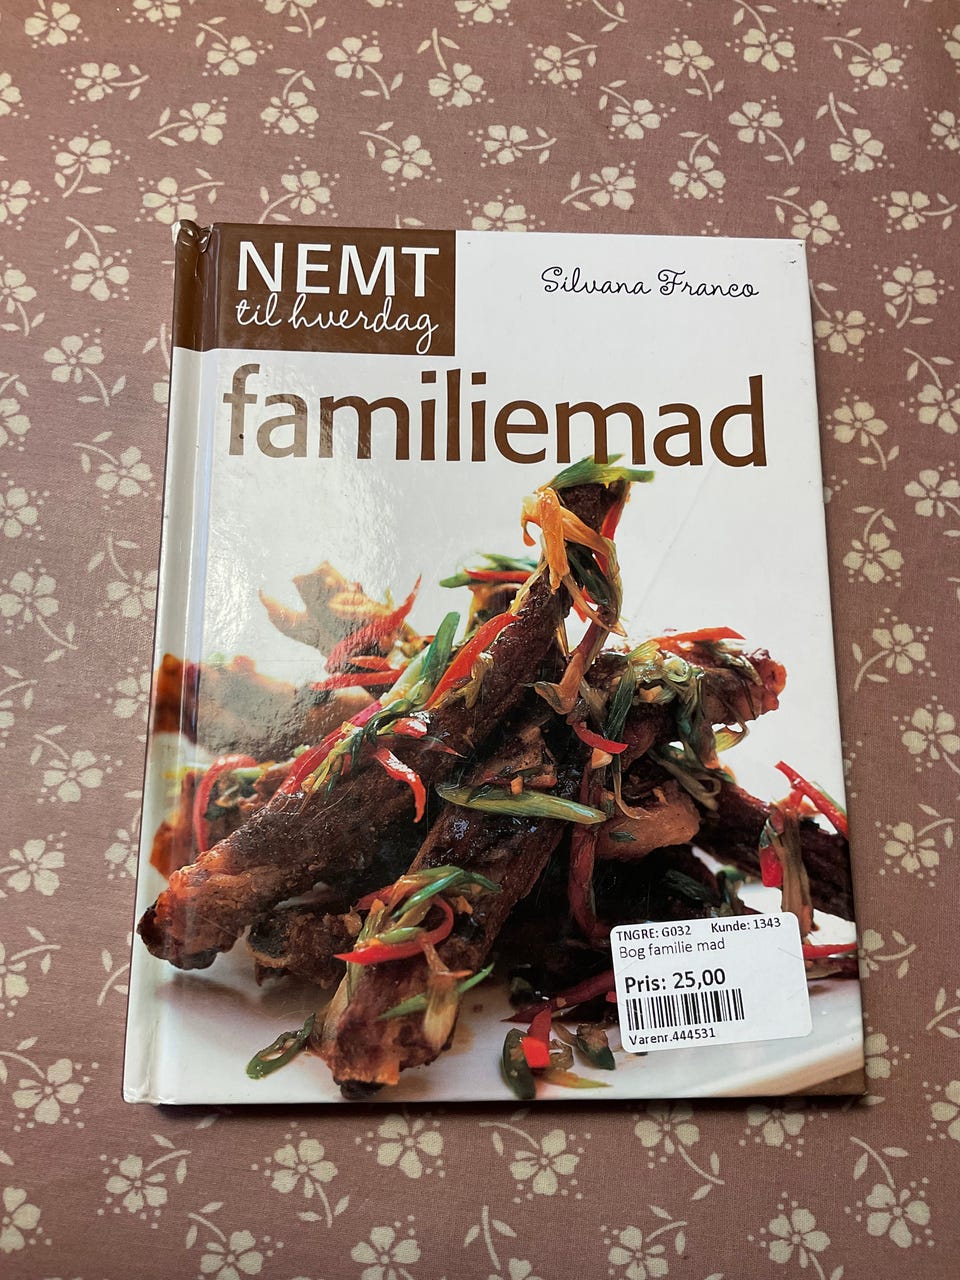 NEMT
til hverdag
Silvana Franco
familiemad
TNGRE: G032 Kunde: 1343
Bog familie mad
Pris: 25,00
Varenr.444531